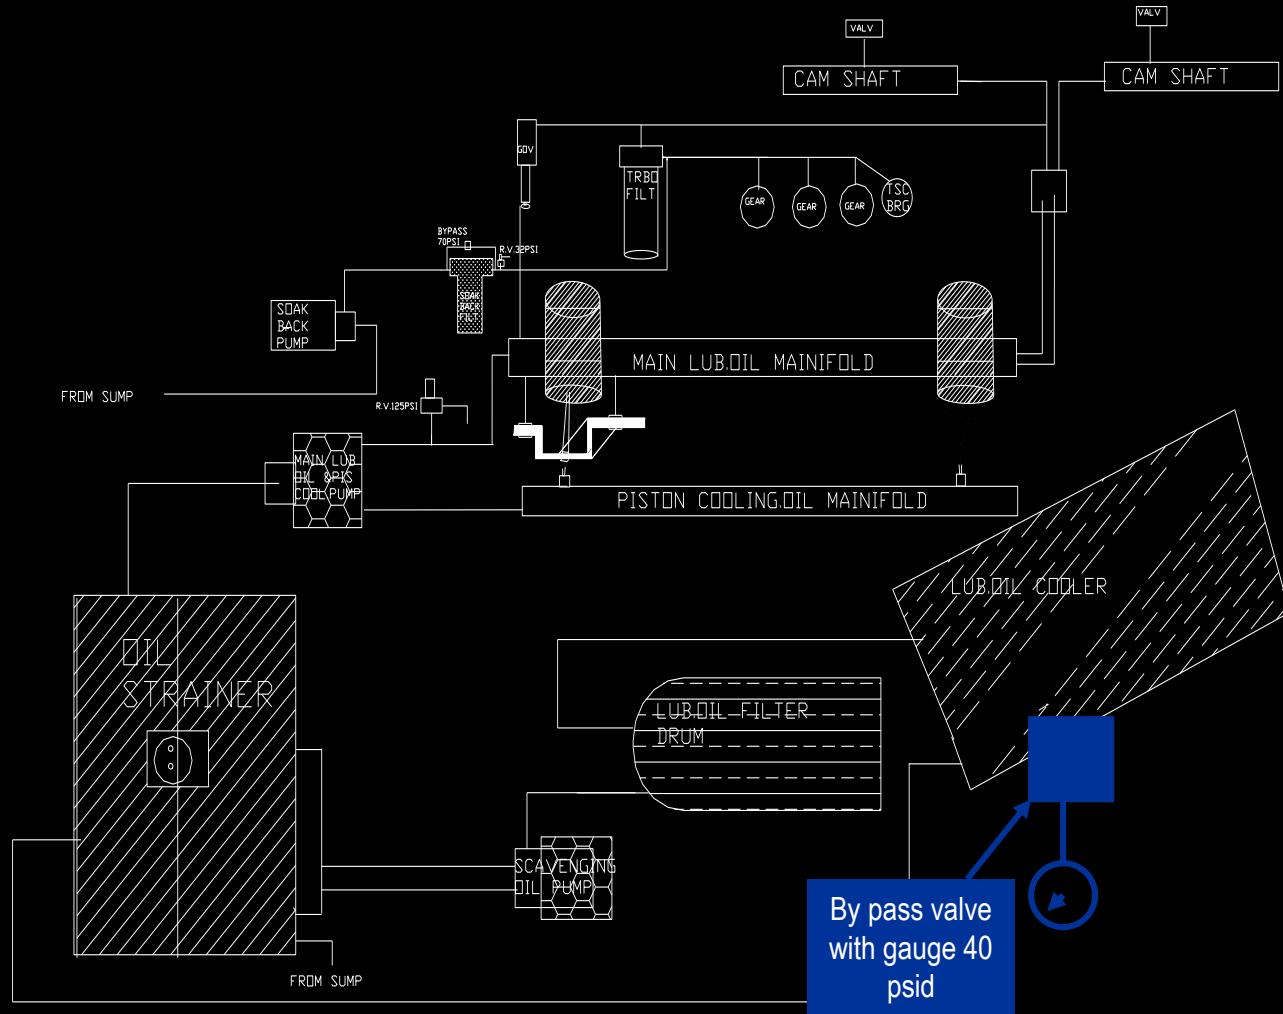 VALV
VALV
CAM SHAFT
CAM SHAFT
GOV
TRBO
FILT
GEAR
GEAR
GEAR
TSC
BRG
BYPASS
70PSI
R.V.32PSI
SOAK
BACK
FILT
SOAK
BACK
PUMP
MAIN LUB.OIL MAINIFOLD
FROM SUMP
R.V.125PSI
MAIN LUB
OIL &PIS
COOL PUMP
PISTON COOLING.OIL MAINIFOLD
LUB.OIL COOLER
OIL
STRAINER
LUB.OIL FILTER
DRUM
SCAVENGING
OIL PUMP
FROM SUMP
By pass valve
with gauge 40
psid